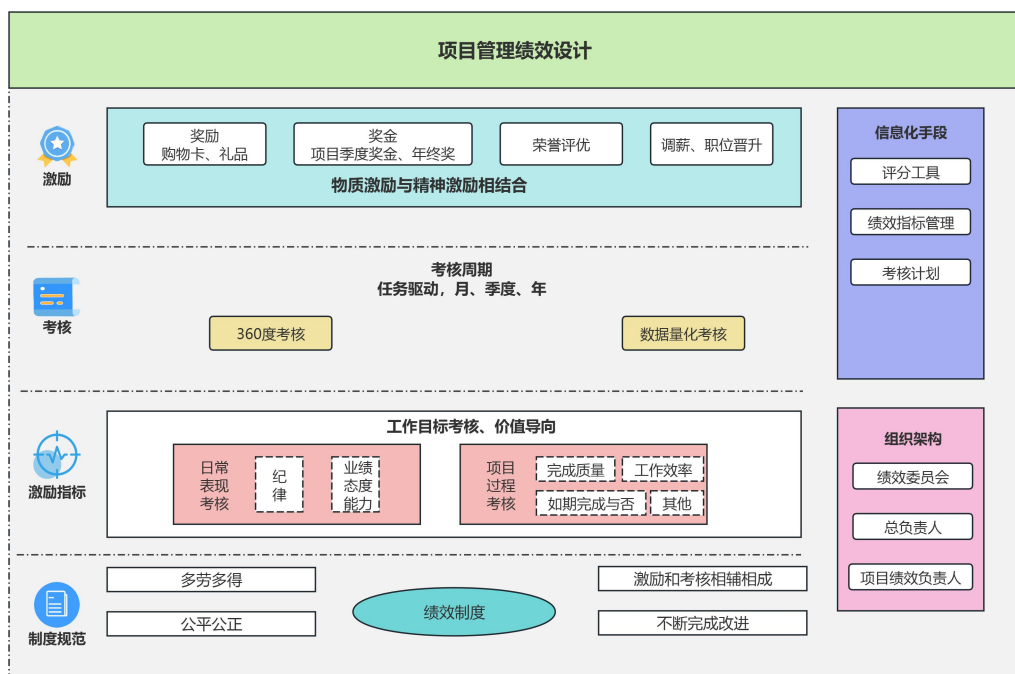 项目管理绩效设计
激励
奖励
购物卡、礼品
奖金
项目季度奖金、年终奖
荣誉评优
调薪、职位晋升
物质激励与精神激励相结合
考核
考核周期
任务驱动，月、季度、年
360度考核
数据量化考核
激励指标
工作目标考核、价值导向
日常
表现
考核
纪
律
业绩
态度
能力
项目
过程
考核
完成质量
工作效率
如期完成与否
其他
制度规范
多劳多得
公平公正
绩效制度
激励和考核相辅相成
不断完成改进
信息化手段
评分工具
绩效指标管理
考核计划
组织架构
绩效委员会
总负责人
项目绩效负责人